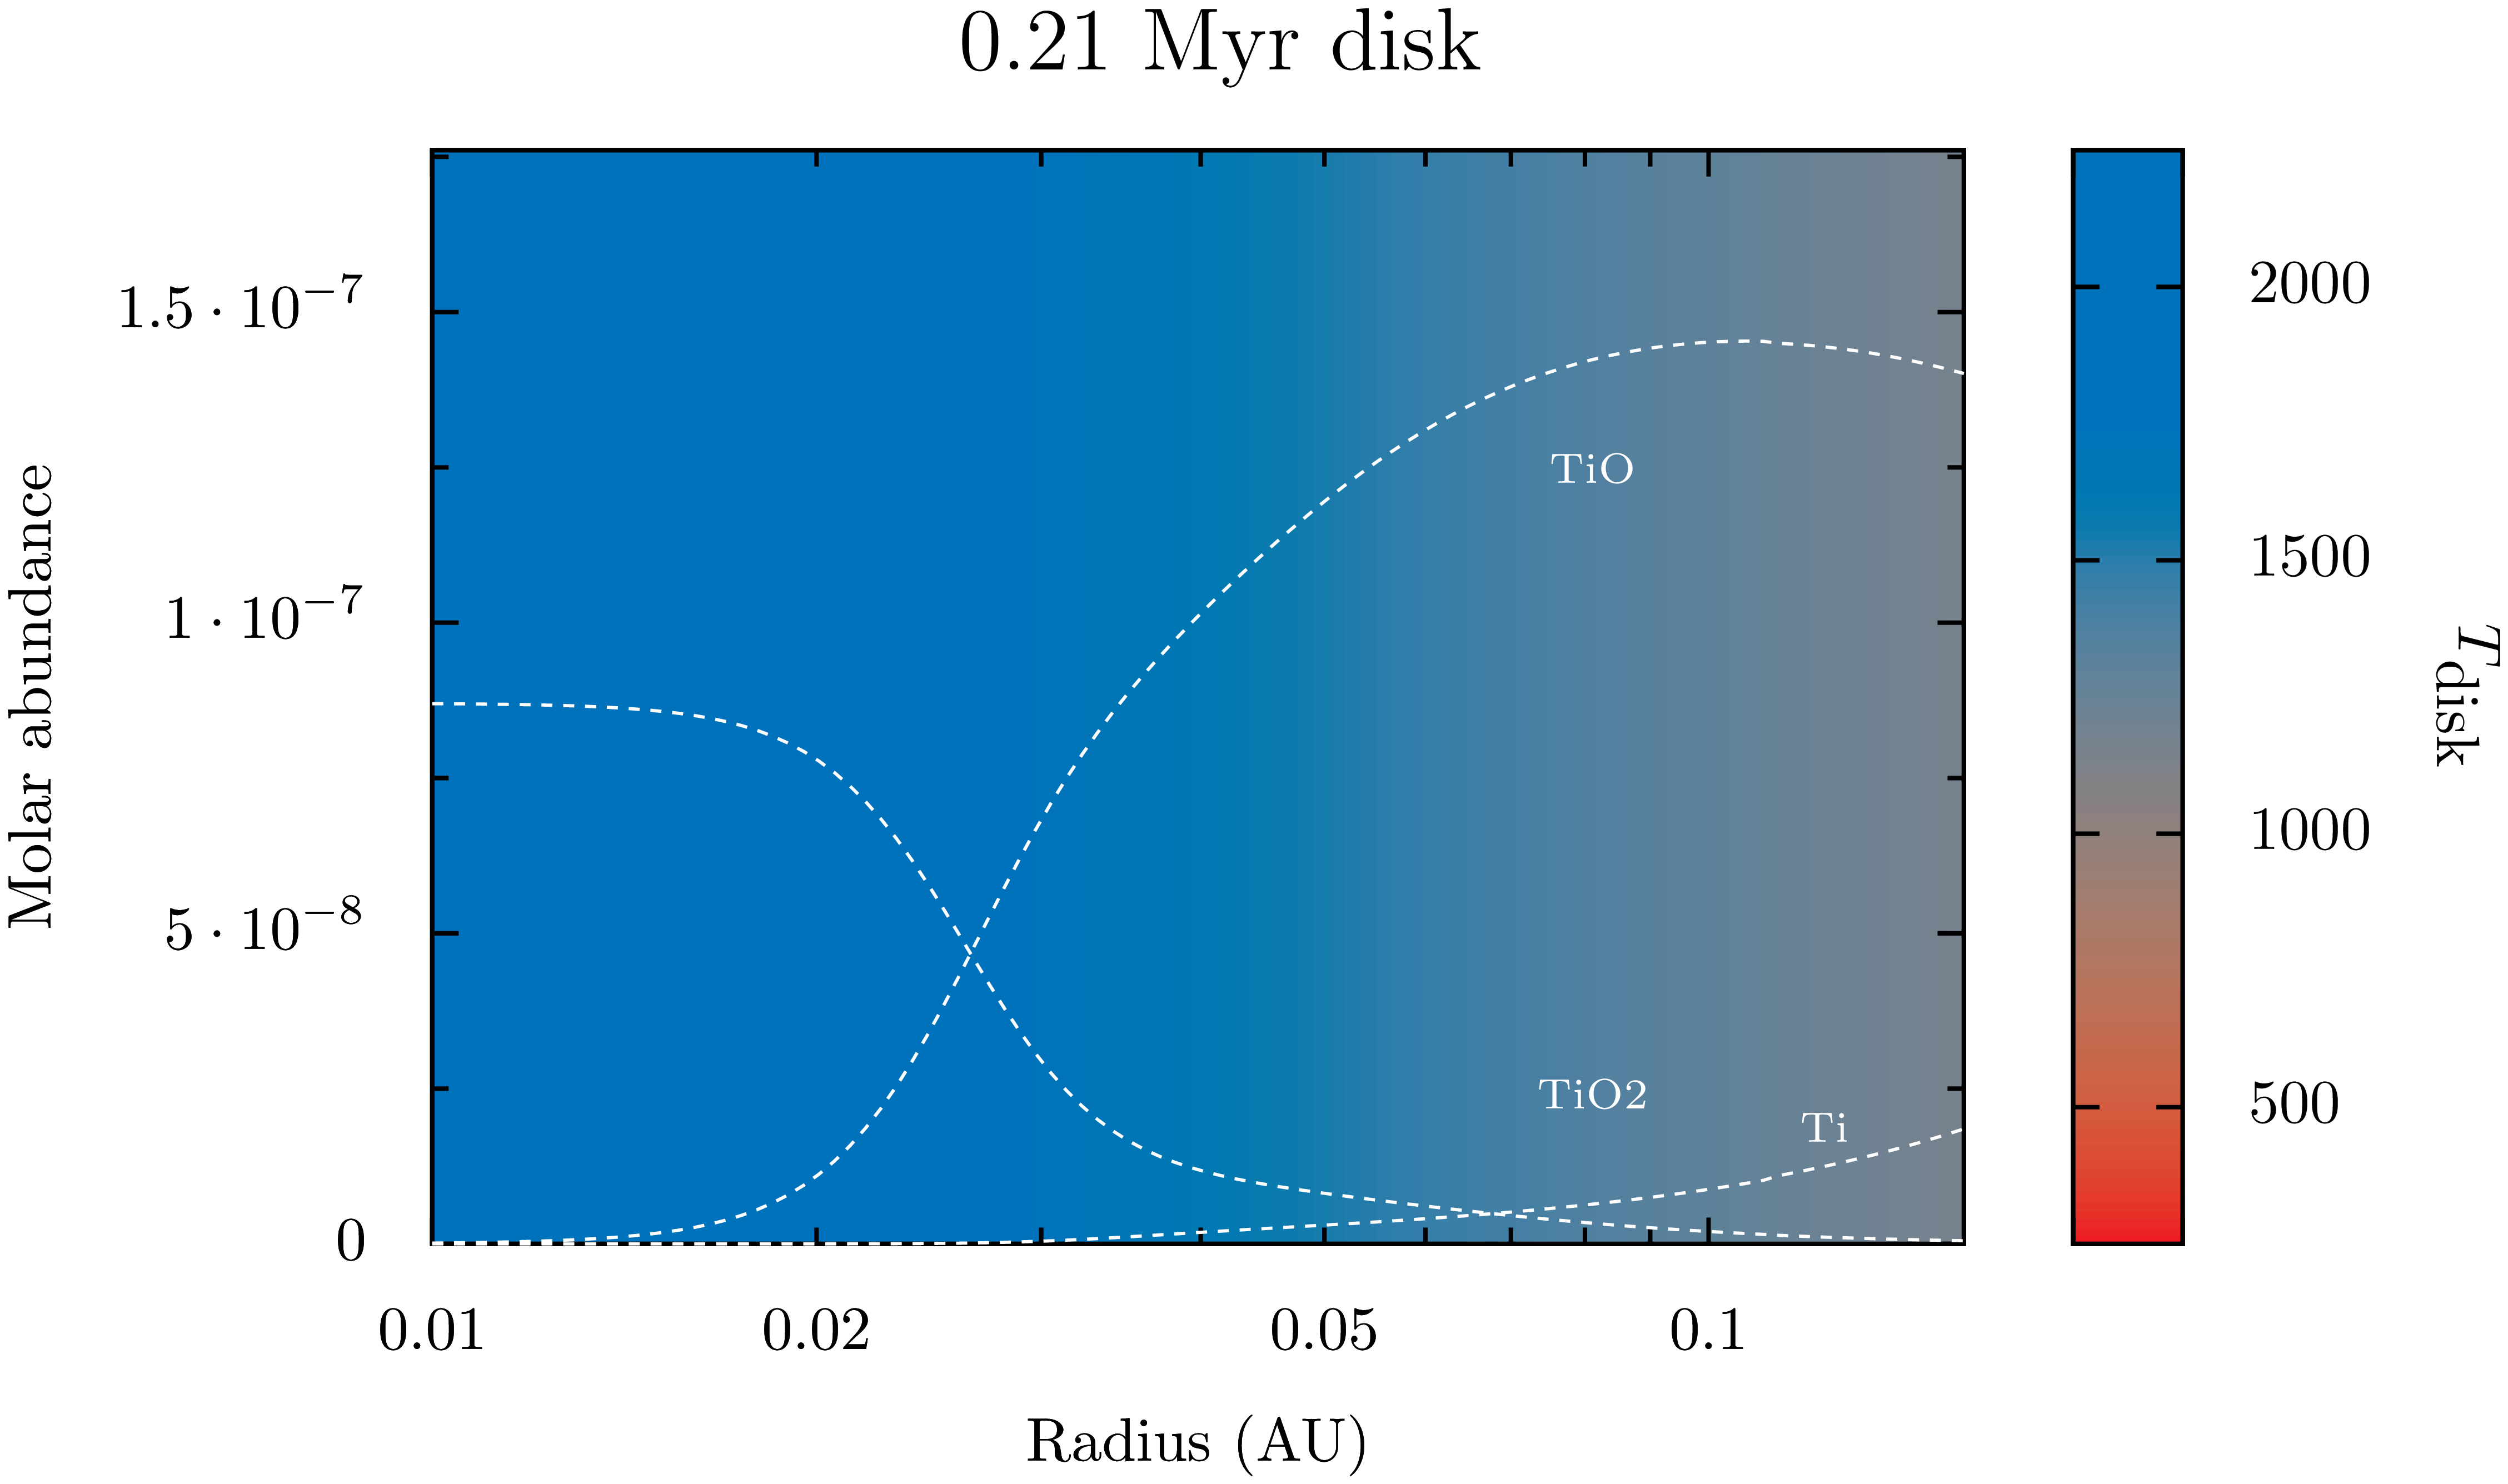 0.21 Myr disk
Molar abundance
1.5 · 10⁻⁷
1 · 10⁻⁷
5 · 10⁻⁸
0
TiO
TiO2
Ti
0.01
0.02
0.05
0.1
Radius (AU)
2000
1500
1000
500
T_disk